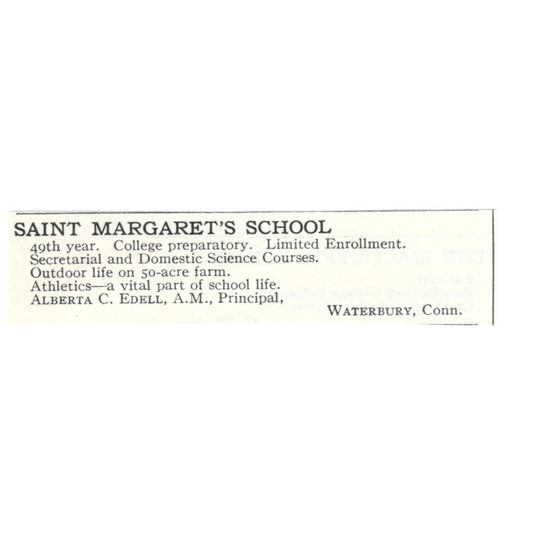 SAINT MARGARET'S SCHOOL
49th year. College preparatory. Limited Enrollment.
Secretarial and Domestic Science Courses.
Outdoor life on 50-acre farm.
Athletics—a vital part of school life.
ALBERTA C. EDELL, A.M., Principal,
WATERBURY, Conn.